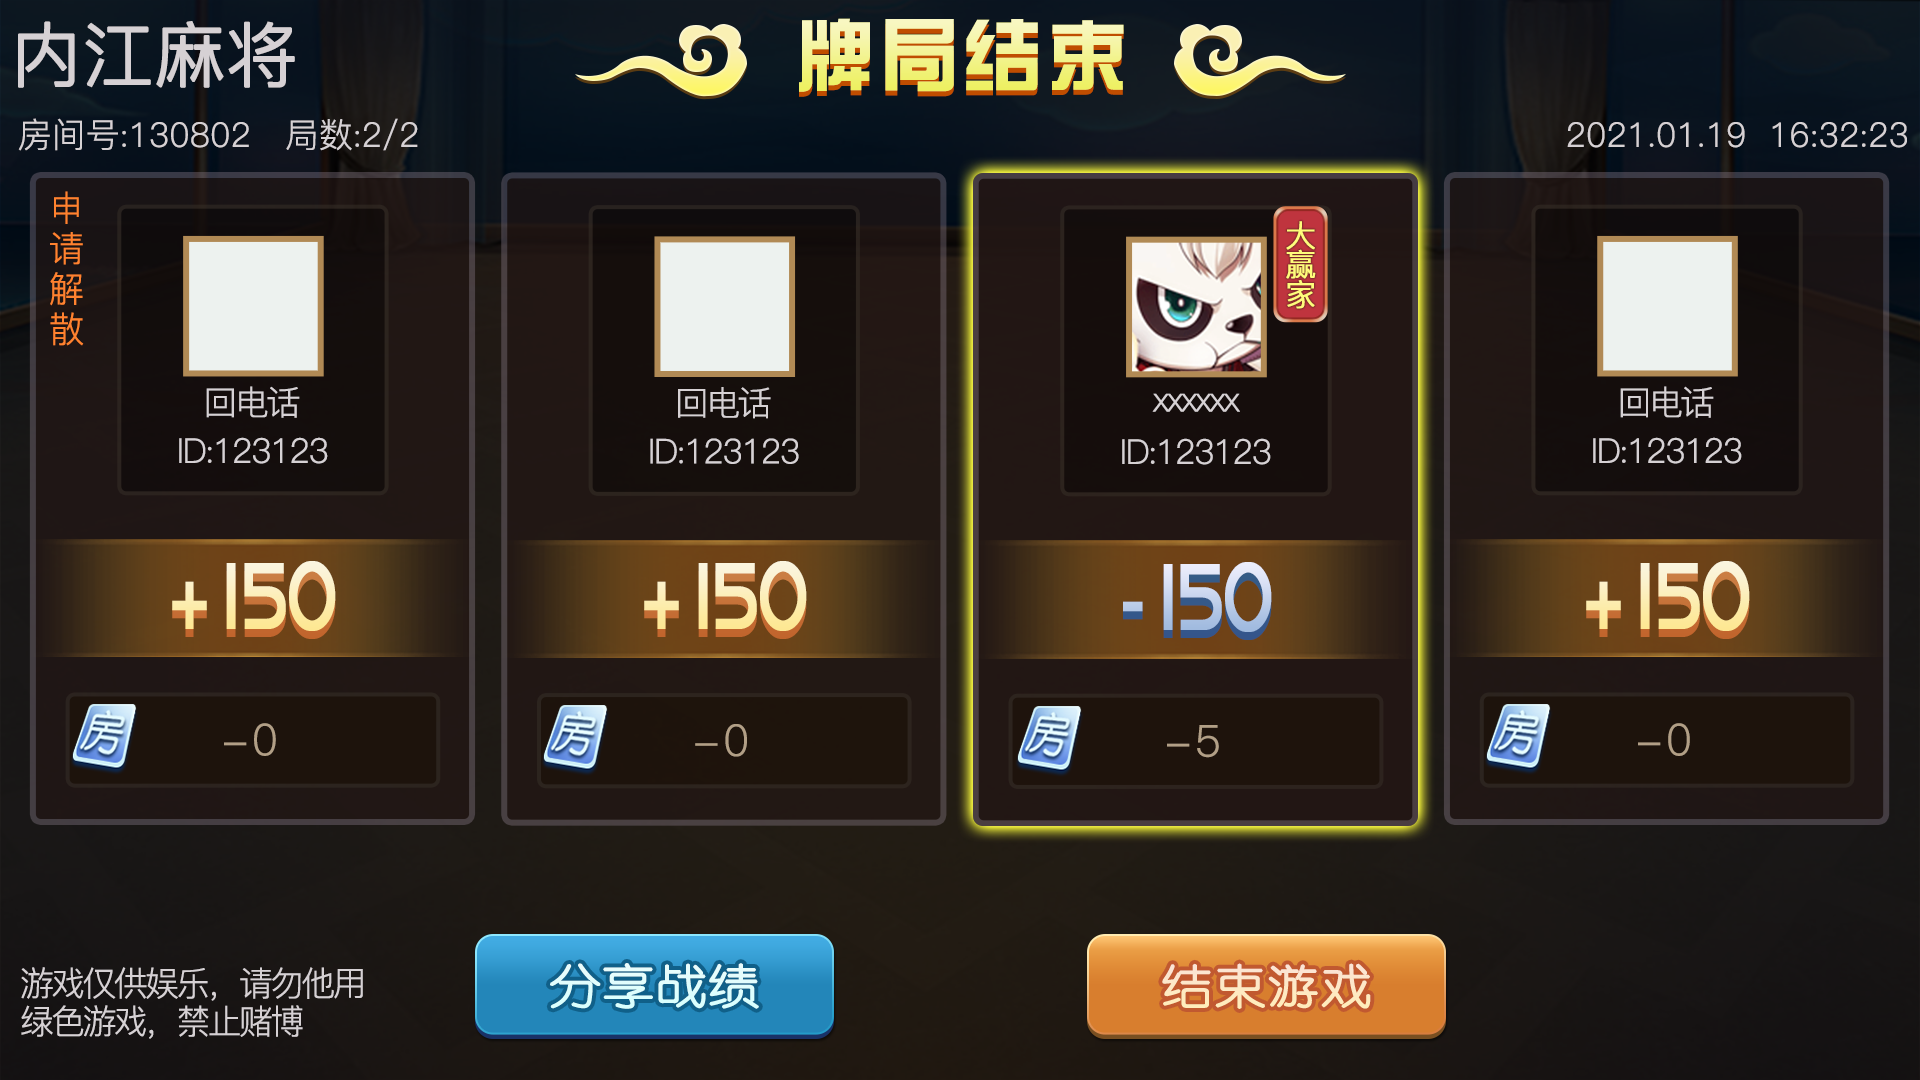 内江麻将
牌局结束
房间号:130802 局数:2/2
2021.01.19 16:32:23
申请解散
回电话
ID:123123
+150
房
-0
回电话
ID:123123
+150
房
-0
大赢家
xxxxxx
ID:123123
-150
房
-5
回电话
ID:123123
+150
房
-0
游戏仅供娱乐，请勿他用
绿色游戏，禁止赌博
分享战绩
结束游戏